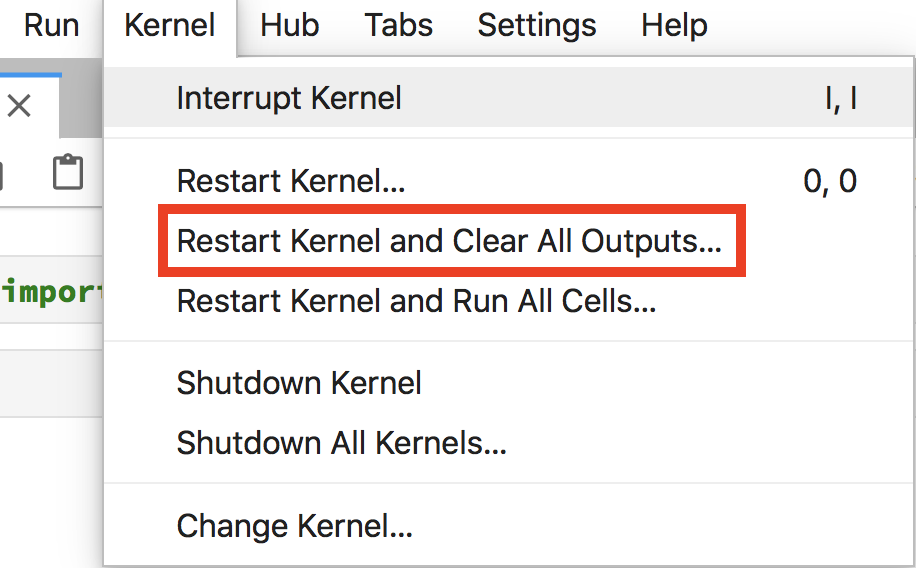 Run Kernel Hub Tabs Settings Help
Interrupt Kernel I, I
Restart Kernel... 0, 0
Restart Kernel and Clear All Outputs...
import
Restart Kernel and Run All Cells...
Shutdown Kernel
Shutdown All Kernels...
Change Kernel...